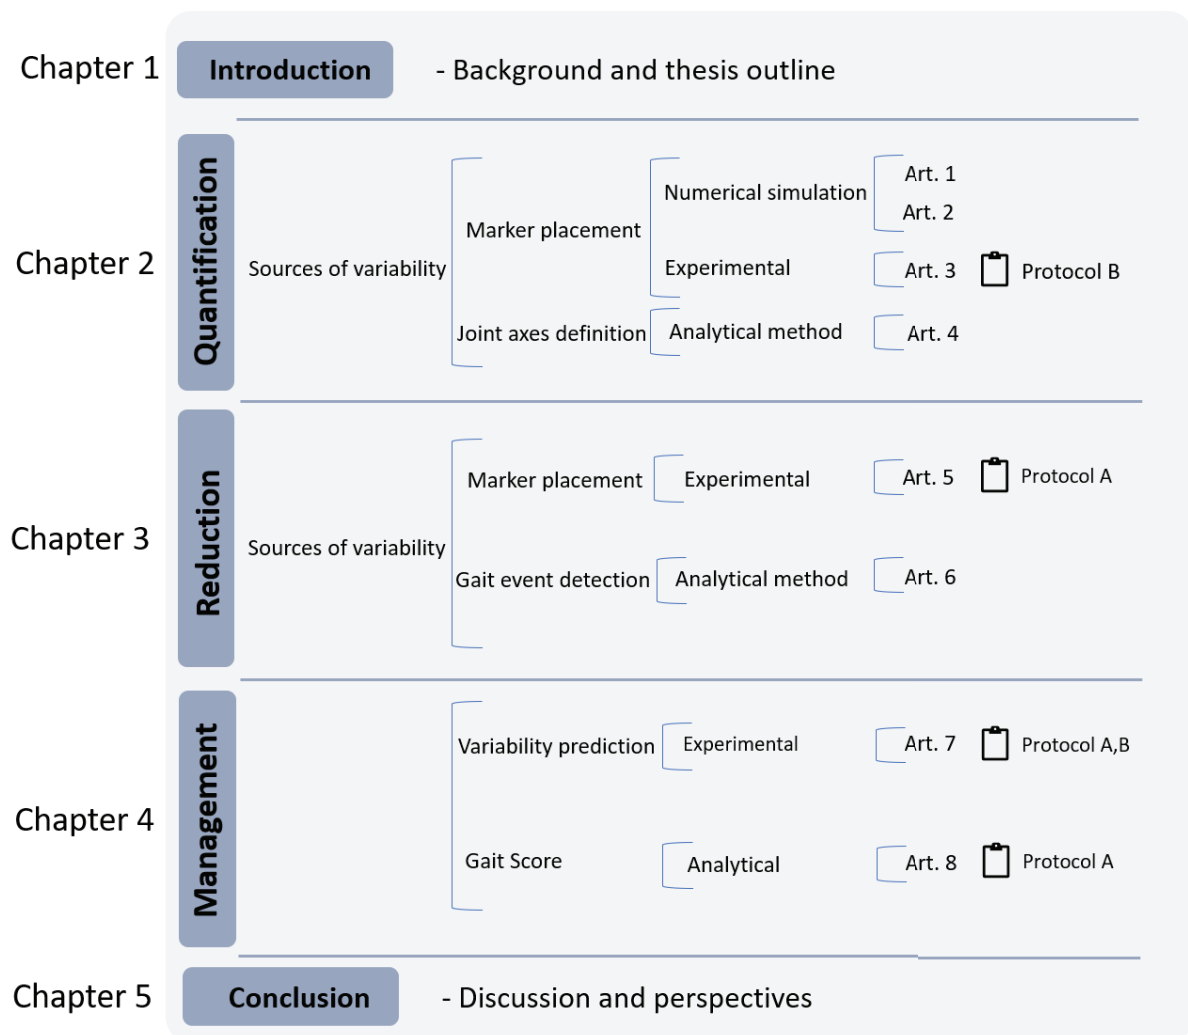 Chapter 1
Introduction
- Background and thesis outline
Chapter 2
Quantification
Sources of variability
Marker placement
Numerical simulation
Art. 1
Art. 2
Experimental
Art. 3
Protocol B
Joint axes definition
Analytical method
Art. 4
Chapter 3
Reduction
Sources of variability
Marker placement
Experimental
Art. 5
Protocol A
Gait event detection
Analytical method
Art. 6
Chapter 4
Management
Variability prediction
Experimental
Art. 7
Protocol A,B
Gait Score
Analytical
Art. 8
Protocol A
Chapter 5
Conclusion
- Discussion and perspectives